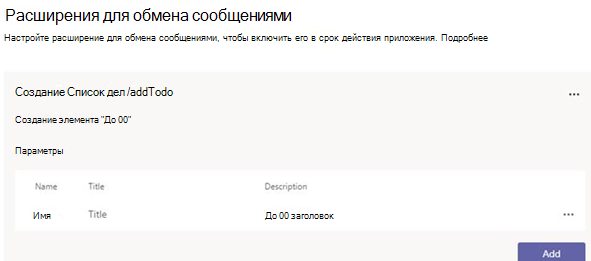 Расширения для обмена сообщениями
Настройте расширение для обмена сообщениями, чтобы включить его в срок действия приложения. Подробнее
Создание Список дел /addTodo
Создание элемента "До 00"
Параметры
Name Title Description
Имя Title До 00 заголовок
Add